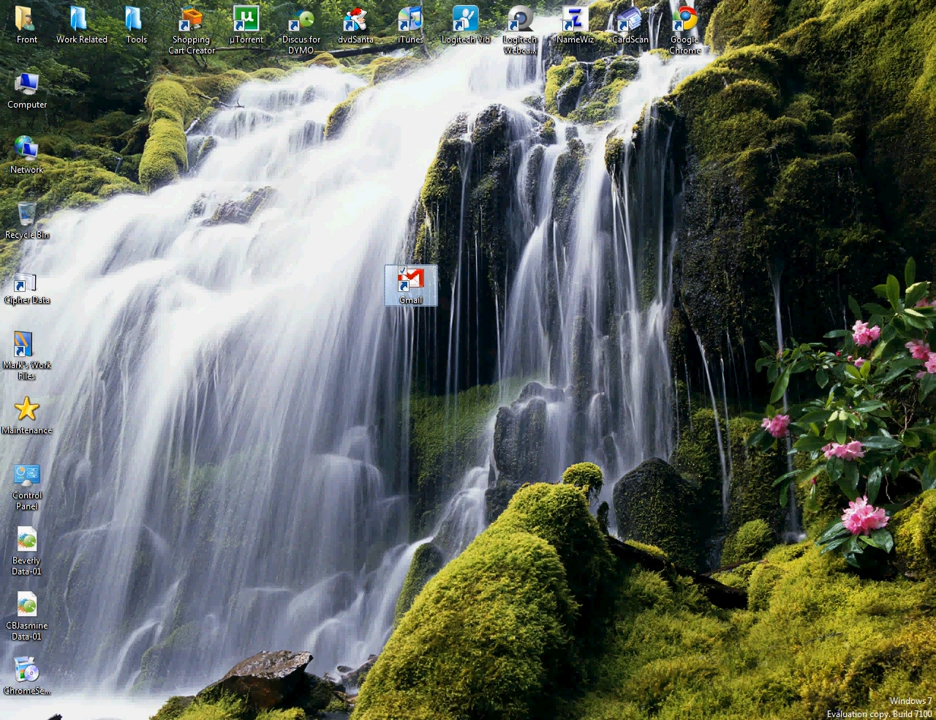 Front
Work Related
Tools
Shopping
Cart Creator
µTorrent
Discus for
DYMO
dvdSanta
iTunes
Logitech Vid
Logitech
Webca...
NameWiz
CardScan
Google
Chrome
Computer
Network
Recycle Bin
Cipher Data
Gmail
Mark's Work
Files
Maintenance
Control
Panel
Beverly
Data-01
CBJasmine
Data-01
ChromeSe...
Windows 7
Evaluation copy. Build 7100